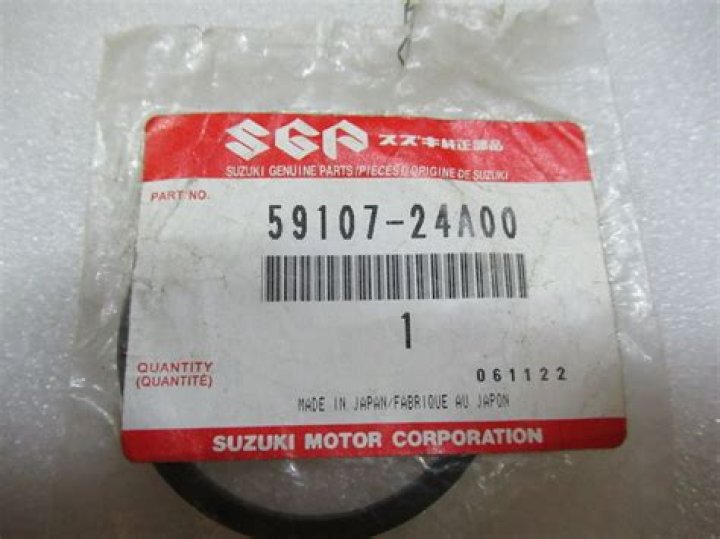 SGP スズキ純正部品
SUZUKI GENUINE PARTS/PIECES D'ORIGINE DE SUZUKI
PART NO.
59107-24A00
1
QUANTITY
(QUANTITÉ)
061122
MADE IN JAPAN/FABRIQUE AU JAPON
SUZUKI MOTOR CORPORATION